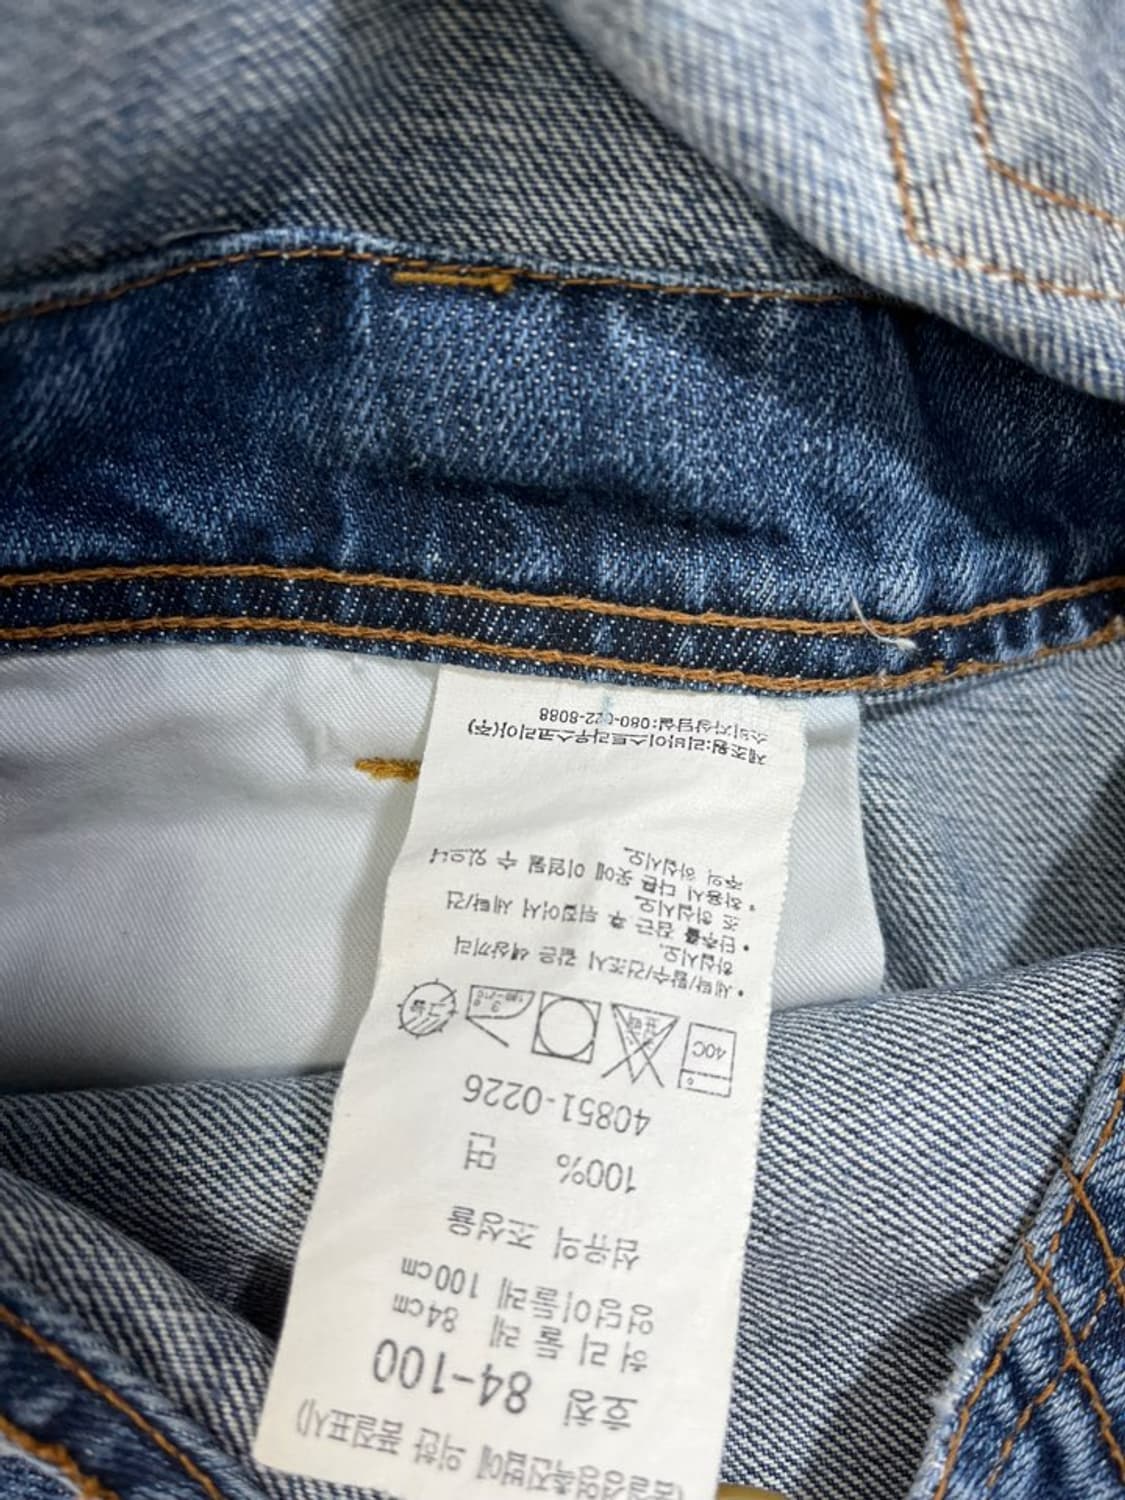 (품질경영촉진법에 의한 품질표시)
호칭 84-100
허리둘레 84cm
엉덩이둘레 100cm
섬유의 조성율
100% 면
40851-0226
40C
• 세탁/탈수/건조시 같은 색상끼리
하십시오.
• 단추를 잠근 후 뒤집어서 세탁/건
조 하십시오.
• 착용시 다른 옷에 이염될 수 있으니
주의 하십시오.
제조원:리바이스트라우스코리아(주)
소비자상담실:080-022-8088